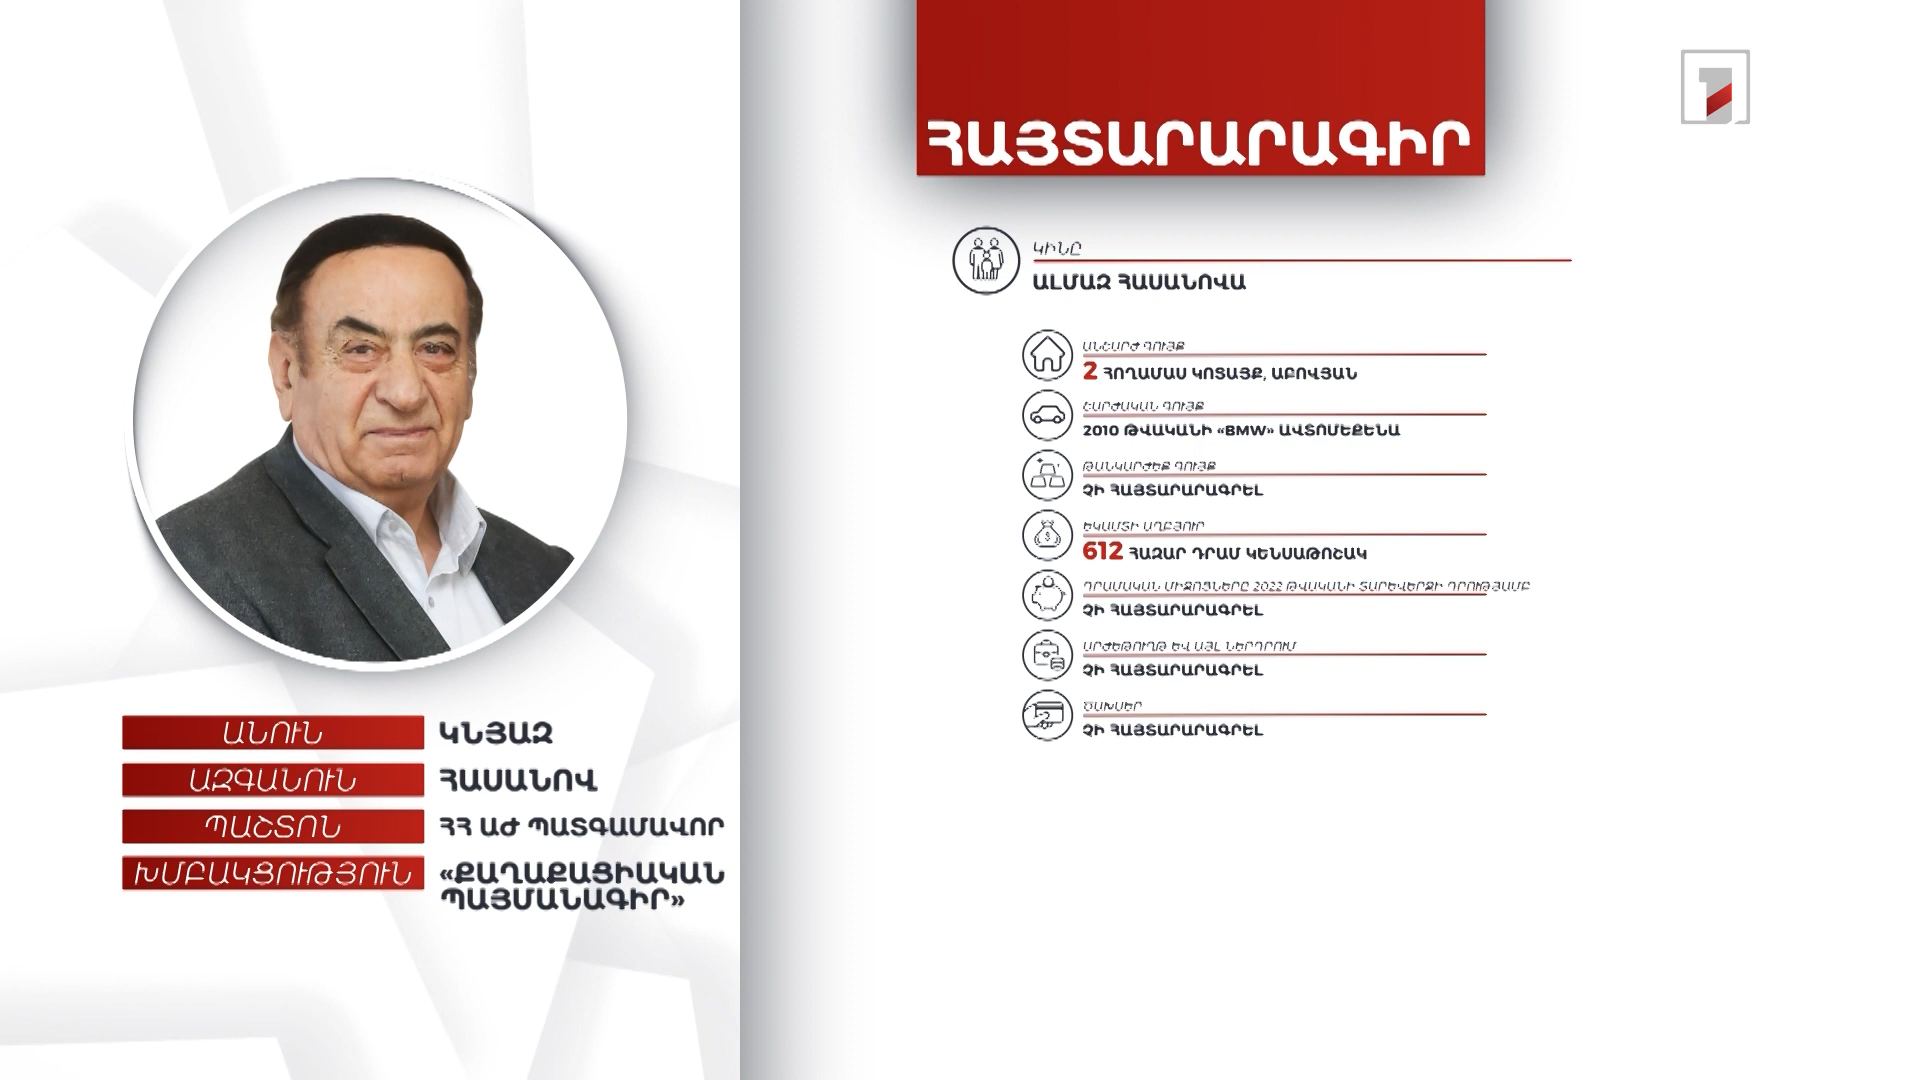 ՀԱՅՏԱՐԱՐԱԳԻՐ
ԿԻՆԸ
ԱԼՄԱԶ ՀԱՍԱՆՈՎԱ
ԱՆՇԱՐԺ ԳՈՒՅՔ
2 ՀՈՂԱՄԱՍ ԿՈՏԱՅՔ, ԱԲՈՎՅԱՆ
ՇԱՐԺԱԿԱՆ ԳՈՒՅՔ
2010 ԹՎԱԿԱՆԻ «BMW» ԱՎՏՈՄԵՔԵՆԱ
ԹԱՆԿԱՐԺԵՔ ԳՈՒՅՔ
ՉԻ ՀԱՅՏԱՐԱՐԱԳՐԵԼ
ԵԿԱՄՏԻ ԱՂԲՅՈՒՐ
612 ՀԱԶԱՐ ԴՐԱՄ ԿԵՆՍԱԹՈՇԱԿ
ԴՐԱՄԱԿԱՆ ՄԻՋՈՑՆԵՐԸ 2022 ԹՎԱԿԱՆԻ ՏԱՐԵՎԵՐՋԻ ԴՐՈՒԹՅԱՄԲ
ՉԻ ՀԱՅՏԱՐԱՐԱԳՐԵԼ
ԱՐԺԵԹՈՒՂԹ ԵՎ ԱՅԼ ՆԵՐԴՐՈՒՄ
ՉԻ ՀԱՅՏԱՐԱՐԱԳՐԵԼ
ԾԱԽՍԵՐ
ՉԻ ՀԱՅՏԱՐԱՐԱԳՐԵԼ
ԱՆՈՒՆ ԿՆՅԱԶ
ԱԶԳԱՆՈՒՆ ՀԱՍԱՆՈՎ
ՊԱՇՏՈՆ ՀՀ ԱԺ ՊԱՏԳԱՄԱՎՈՐ
ԽՄԲԱԿՑՈՒԹՅՈՒՆ «ՔԱՂԱՔԱՑԻԱԿԱՆ
ՊԱՅՄԱՆԱԳԻՐ»